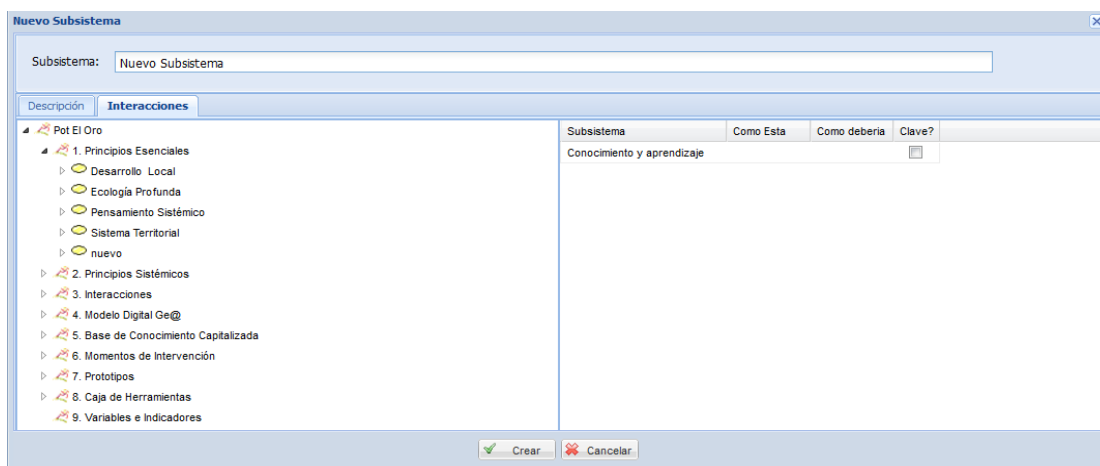 Nuevo Subsistema
Subsistema: Nuevo Subsistema
Descripción Interacciones
Pot El Oro
1. Principios Esenciales
Desarrollo Local
Ecología Profunda
Pensamiento Sistémico
Sistema Territorial
nuevo
2. Principios Sistémicos
3. Interacciones
4. Modelo Digital Ge@
5. Base de Conocimiento Capitalizada
6. Momentos de Intervención
7. Prototipos
8. Caja de Herramientas
9. Variables e Indicadores
Subsistema Como Esta Como deberia Clave?
Conocimiento y aprendizaje
Crear Cancelar